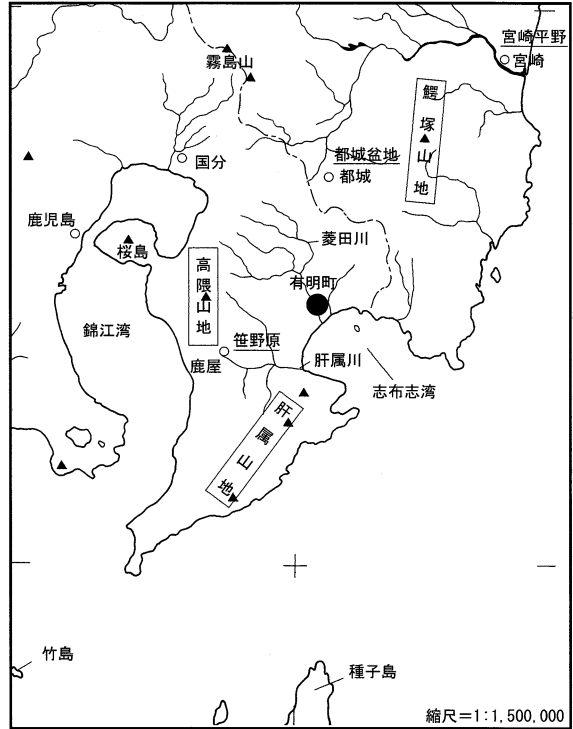 宮崎平野
宮崎
霧島山
鰐塚山地
国分
都城盆地
都城
鹿児島
桜島
菱田川
高隈山地
有明町
錦江湾
笹野原
肝属川
鹿屋
志布志湾
肝属山地
竹島
種子島
縮尺=1:1,500,000